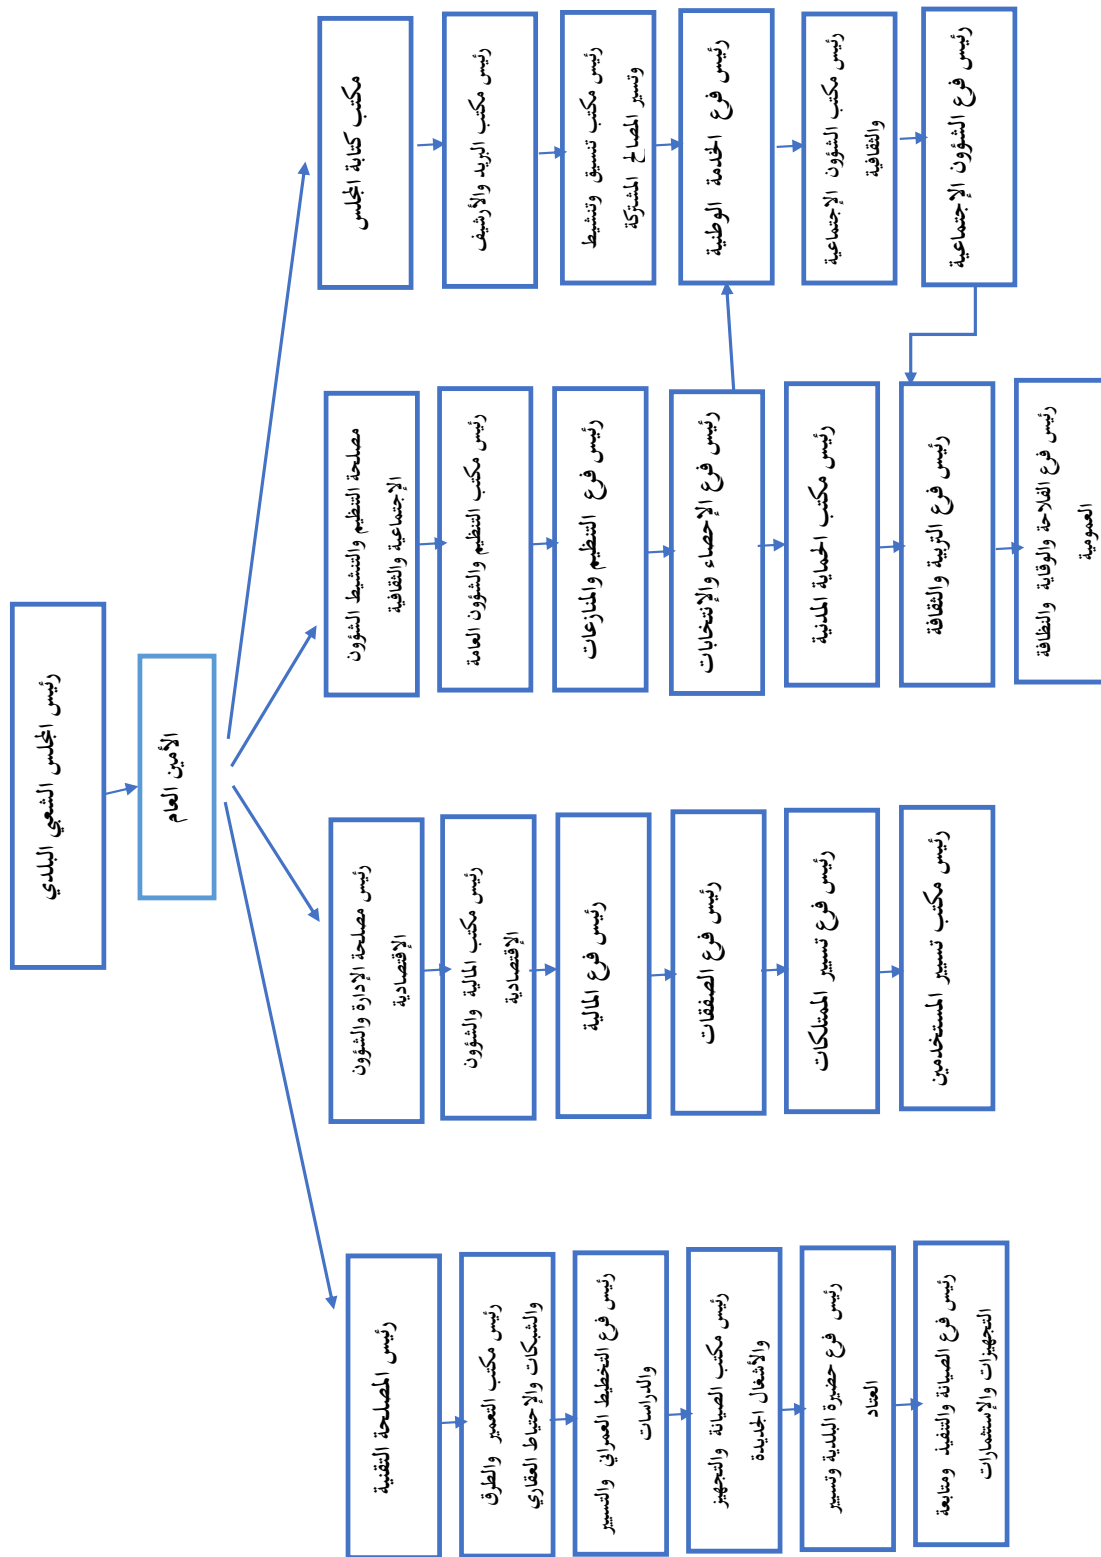 رئيس المجلس الشعبي البلدي
الأمين العام
مكتب كتابة المجلس
رئيس مكتب البريد والأرشيف
رئيس مكتب تنسيق وتنشيط
وتسير المصالح المشتركة
رئيس فرع الخدمة الوطنية
رئيس مكتب الشؤون الإجتماعية
والثقافية
رئيس فرع الشؤون الإجتماعية
مصلحة التنظيم والتنشيط الشؤون
الإجتماعية والثقافية
رئيس مكتب التنظيم والشؤون العامة
رئيس فرع التنظيم والمنازعات
رئيس فرع الإحصاء والإنتخابات
رئيس مكتب الحماية المدنية
رئيس فرع التربية والثقافة
رئيس فرع الفلاحة والوقاية والنظافة
العمومية
رئيس مصلحة الإدارة والشؤون
الإقتصادية
رئيس مكتب المالية والشؤون
الإقتصادية
رئيس فرع المالية
رئيس فرع الصفقات
رئيس فرع تسيير الممتلكات
رئيس مكتب تسيير المستخدمين
رئيس المصلحة التقنية
رئيس مكتب التعمير والطرق
والشبكات والإحتياط العقاري
رئيس فرع التخطيط العمراني والتسيير
والدراسات
رئيس مكتب الصيانة والتجهيز
والأشغال الجديدة
رئيس فرع حضيرة البلدية وتسيير
العتاد
رئيس فرع الصيانة والتنفيذ ومتابعة
التجهيزات والإستثمارات